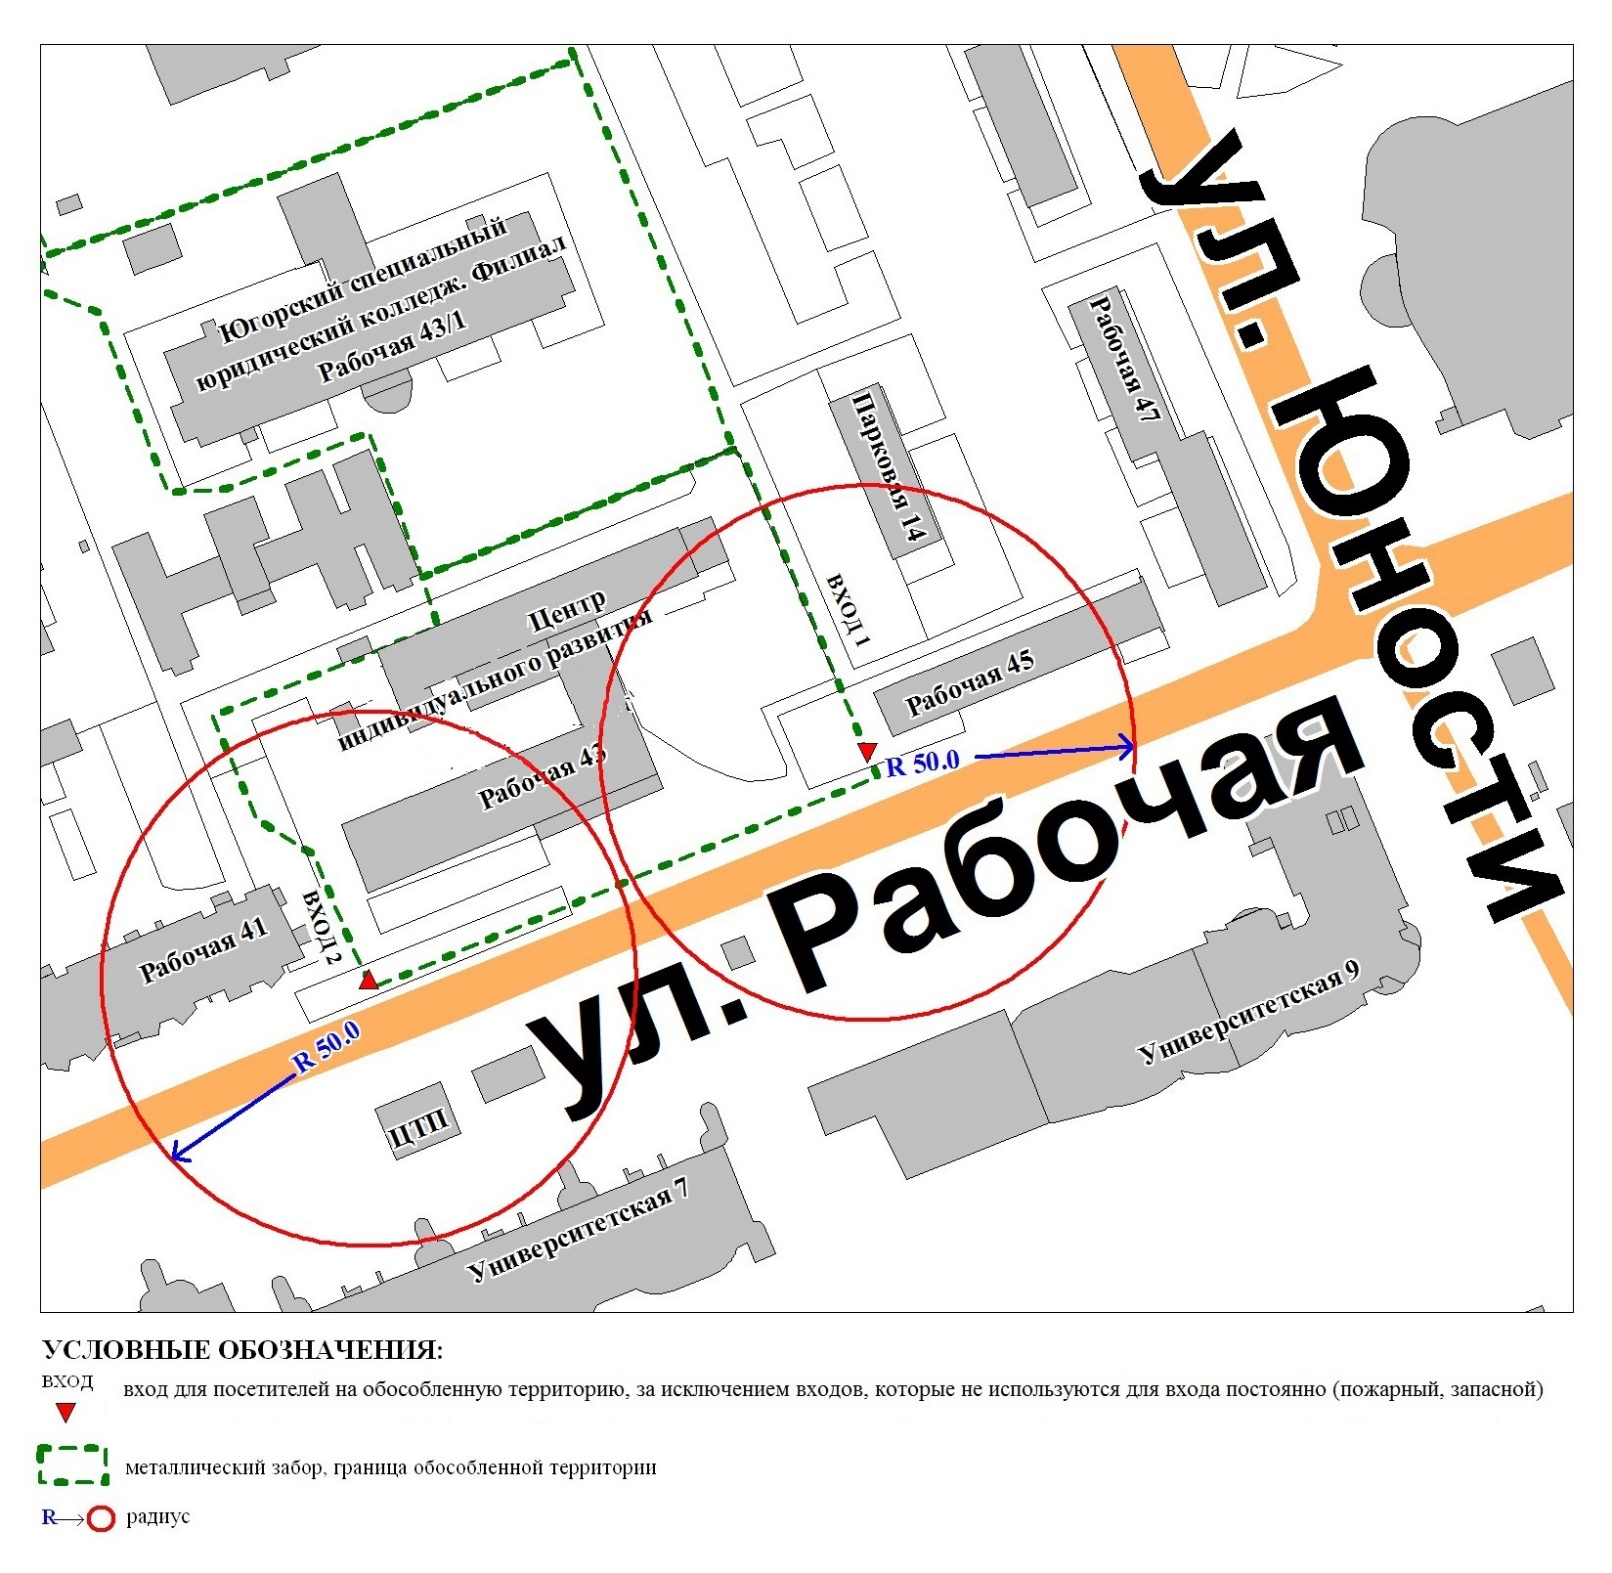 ул. Юности
Югорский специальный
юридический колледж. Филиал
Рабочая 43/1
Рабочая 47
Парковая 14
ВХОД 1
Центр
индивидуального развития
Рабочая 43
Рабочая 45
R 50.0
ул. Рабочая
ВХОД 2
Рабочая 41
R 50.0
Университетская 9
ЦТП
Университетская 7
УСЛОВНЫЕ ОБОЗНАЧЕНИЯ:
ВХОД
вход для посетителей на обособленную территорию, за исключением входов, которые не используются для входа постоянно (пожарный, запасной)
металлический забор, граница обособленной территории
R
радиус